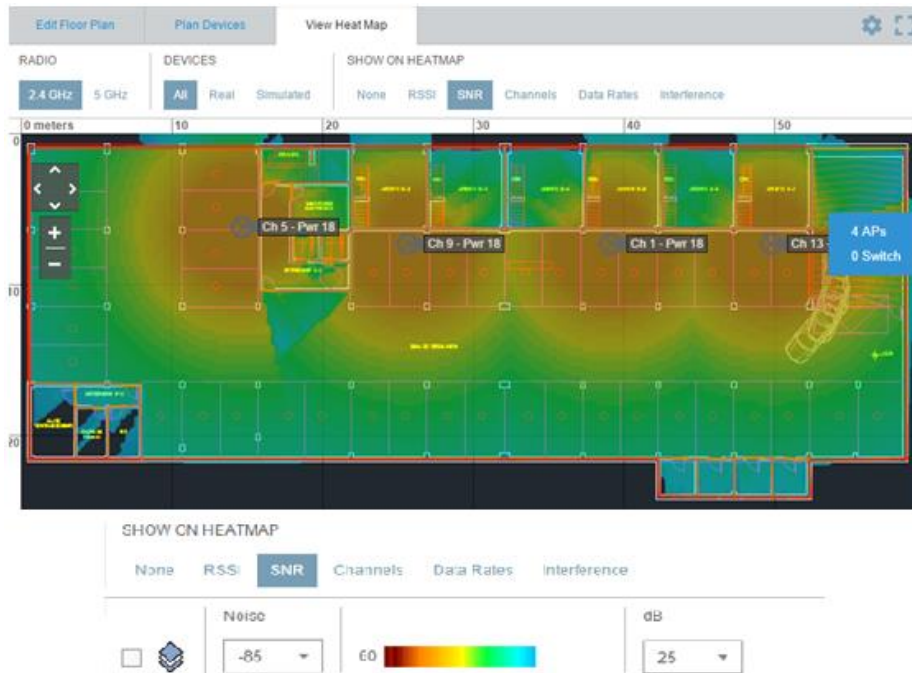 Edit Floor Plan
Plan Devices
View Heat Map
RADIO
DEVICES
SHOW ON HEATMAP
2.4 GHz
5 GHz
All
Real
Simulated
None
RSSI
SNR
Channels
Data Rates
Interference
0 meters
10
20
30
40
50
0
Ch 5 - Pwr 18
Ch 9 - Pwr 18
Ch 1 - Pwr 18
Ch 13 -
4 APs
0 Switch
10
20
SHOW ON HEATMAP
None
RSSI
SNR
Channels
Data Rates
Interference
Noise
dB
-85
60
25